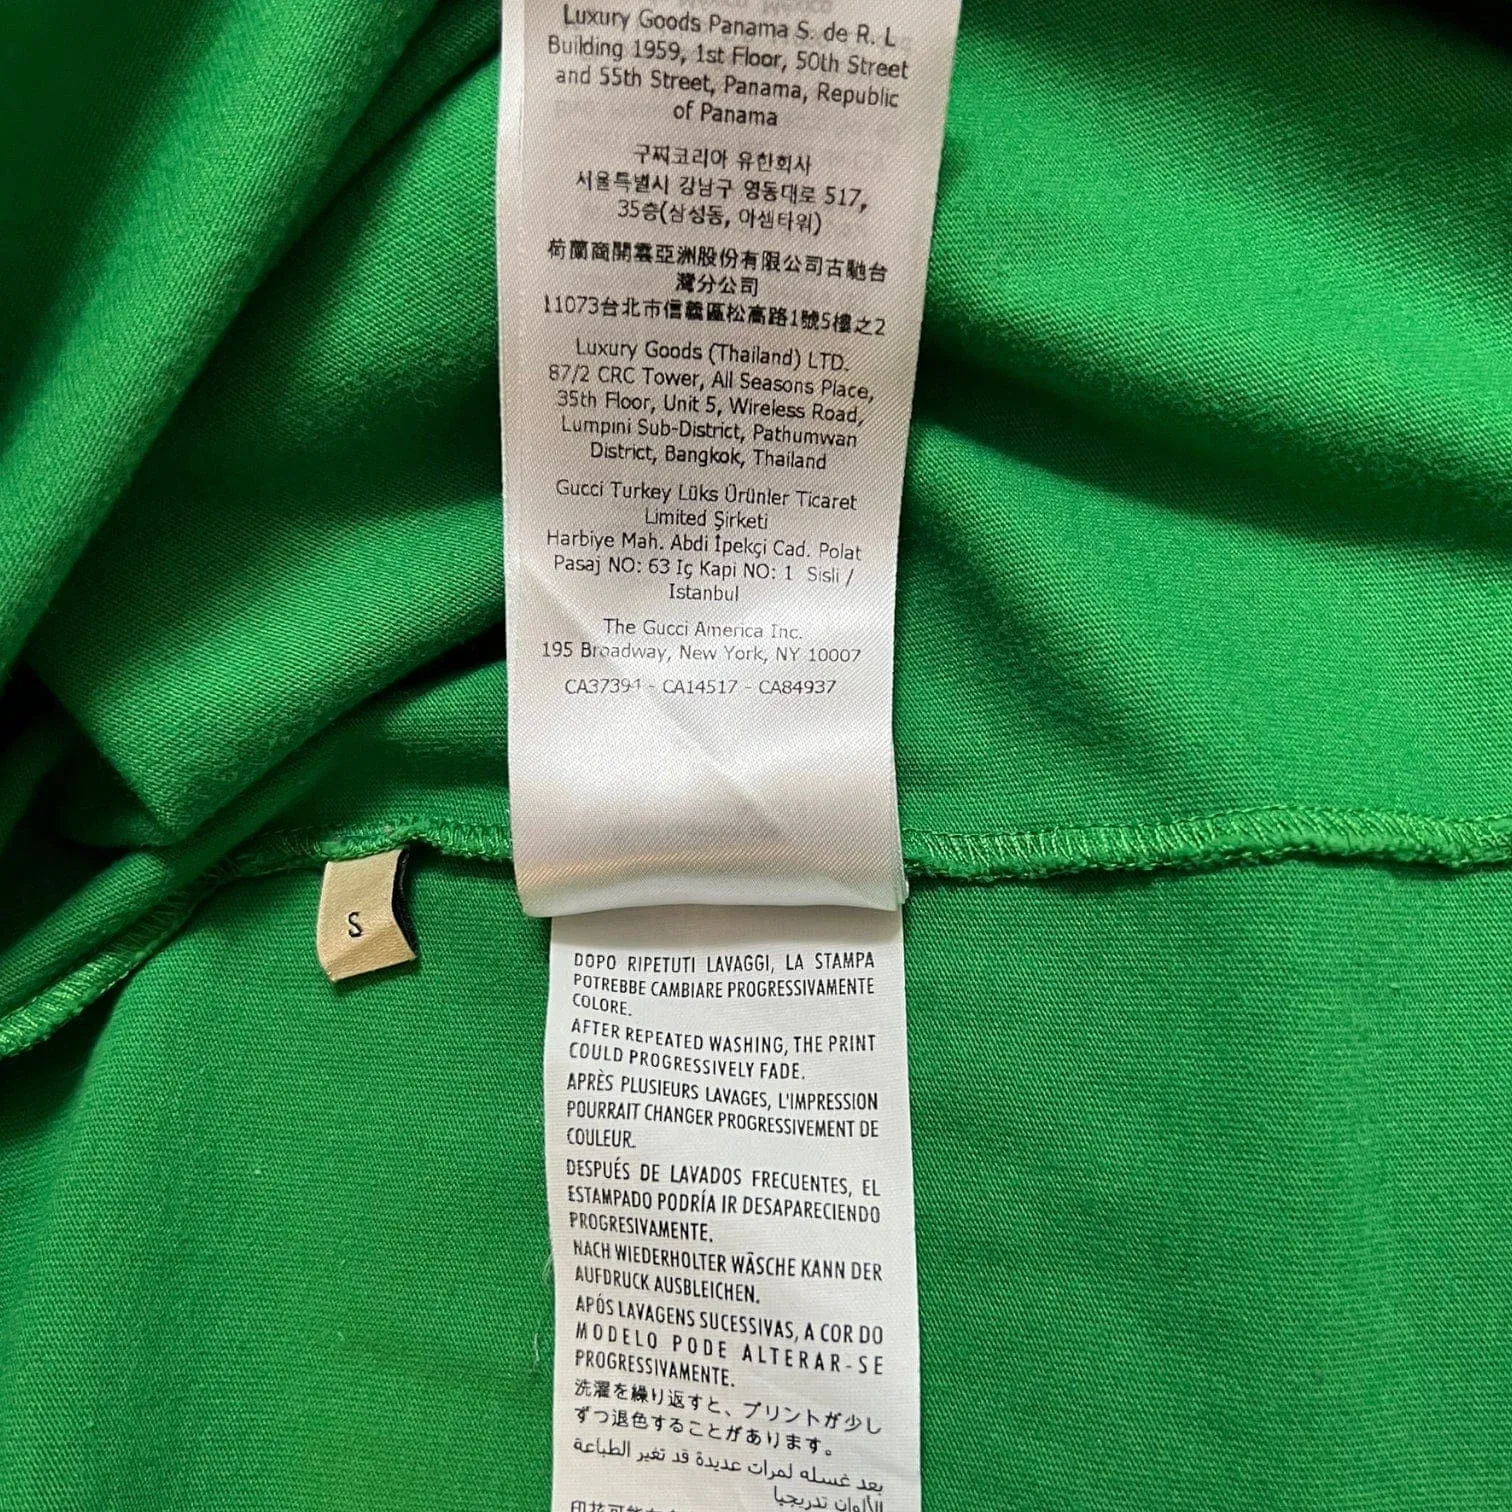 Luxury Goods Panama S. de R. L
Building 1959, 1st Floor, 50th Street
and 55th Street, Panama, Republic
of Panama
구찌코리아 유한회사
서울특별시 강남구 영동대로 517,
35층(삼성동, 아셈타워)
荷蘭商開雲亞洲股份有限公司古馳台
灣分公司
11073台北市信義區松高路1號5樓之2
Luxury Goods (Thailand) LTD.
87/2 CRC Tower, All Seasons Place,
35th Floor, Unit 5, Wireless Road,
Lumpini Sub-District, Pathumwan
District, Bangkok, Thailand
Gucci Turkey Lüks Ürünler Ticaret
Limited Şirketi
Harbiye Mah. Abdi İpekçi Cad. Polat
Pasaj NO: 63 İç Kapi NO: 1 Sisli /
Istanbul
The Gucci America Inc.
195 Broadway, New York, NY 10007
CA37394 - CA14517 - CA84937
S
DOPO RIPETUTI LAVAGGI, LA STAMPA
POTREBBE CAMBIARE PROGRESSIVAMENTE
COLORE.
AFTER REPEATED WASHING, THE PRINT
COULD PROGRESSIVELY FADE.
APRÈS PLUSIEURS LAVAGES, L'IMPRESSION
POURRAIT CHANGER PROGRESSIVEMENT DE
COULEUR.
DESPUÉS DE LAVADOS FRECUENTES, EL
ESTAMPADO PODRÍA IR DESAPARECIENDO
PROGRESIVAMENTE.
NACH WIEDERHOLTER WÄSCHE KANN DER
AUFDRUCK AUSBLEICHEN.
APÓS LAVAGENS SUCESSIVAS, A COR DO
MODELO PODE ALTERAR-SE
PROGRESSIVAMENTE.
洗濯を繰り返すと、プリントが少し
ずつ退色することがあります。
بعد غسله لمرات عديدة قد تغير الطباعة
الألوان تدريجيا